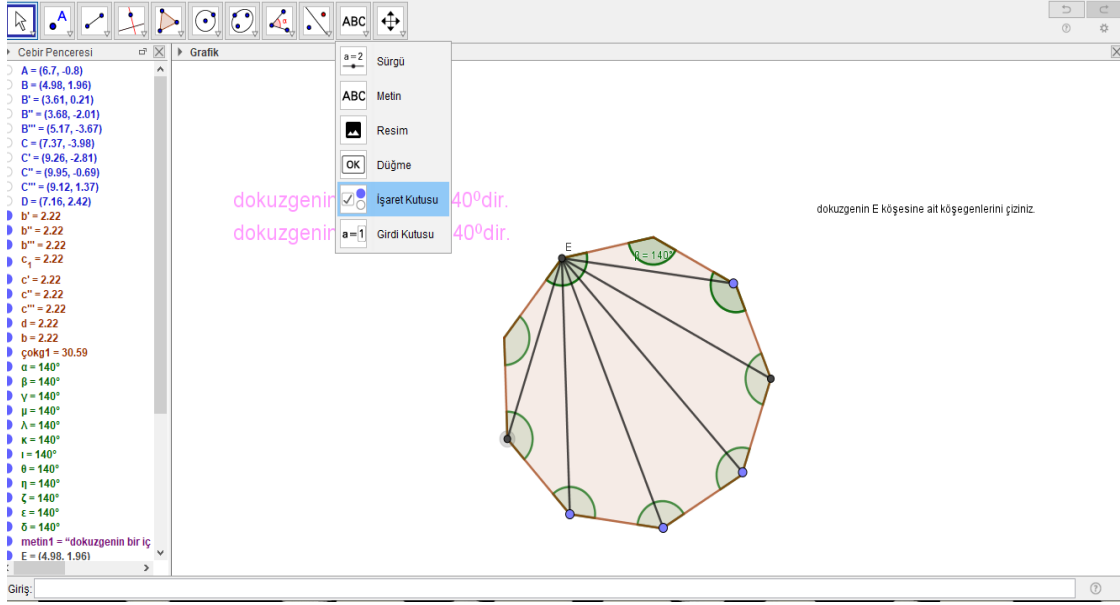 A
ABC
Cebir Penceresi
Grafik
A = (6.7, -0.8)
B = (4.98, 1.96)
B' = (3.61, 0.21)
B'' = (3.68, -2.01)
B''' = (5.17, -3.67)
C = (7.37, -3.98)
C' = (9.26, -2.81)
C'' = (9.95, -0.69)
C''' = (9.12, 1.37)
D = (7.16, 2.42)
b' = 2.22
b'' = 2.22
b''' = 2.22
c₁ = 2.22
c' = 2.22
c'' = 2.22
c''' = 2.22
d = 2.22
b = 2.22
çokg1 = 30.59
α = 140°
β = 140°
γ = 140°
μ = 140°
λ = 140°
κ = 140°
ι = 140°
θ = 140°
η = 140°
ζ = 140°
ε = 140°
δ = 140°
metin1 = “dokuzgenin bir iç
E = (4.98, 1.96)
a=2 Sürgü
ABC Metin
Resim
OK Düğme
İşaret Kutusu
a=1 Girdi Kutusu
dokuzgenin 40⁰dir.
dokuzgenin 40⁰dir.
dokuzgenin E köşesine ait köşegenlerini çiziniz.
E
β = 140°
Giriş: